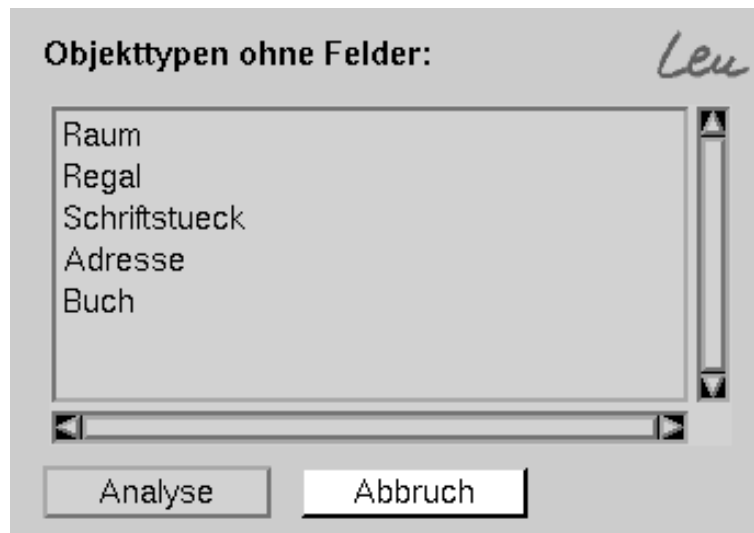 Objekttypen ohne Felder:
Leu
Raum
Regal
Schriftstueck
Adresse
Buch
Analyse
Abbruch